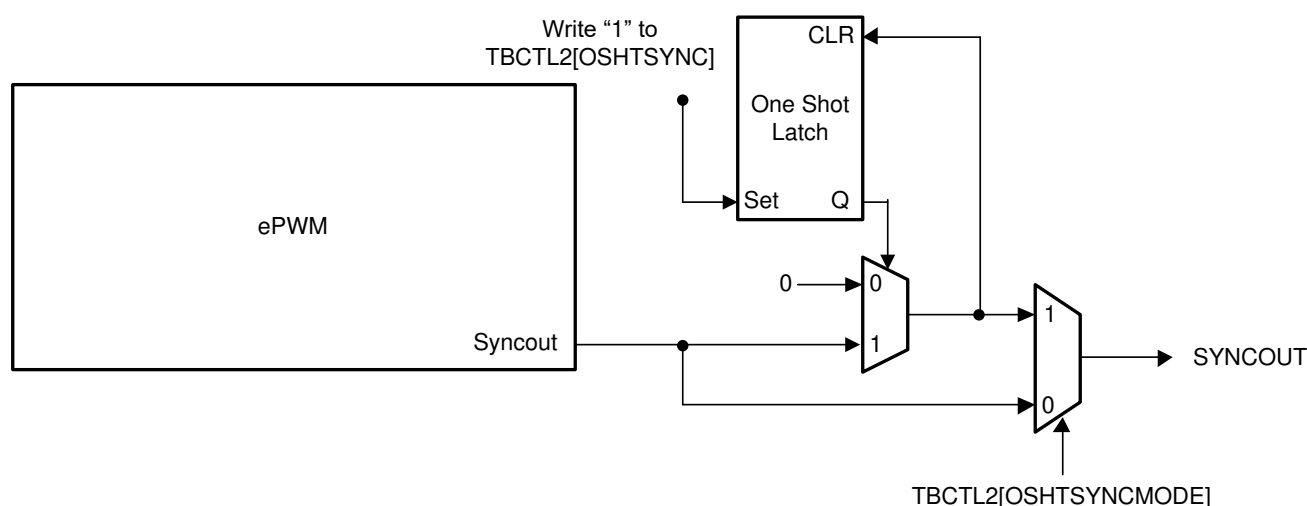 Write “1” to
TBCTL2[OSHTSYNC]
CLR
One Shot
Latch
Set
Q
ePWM
0
0
Syncout
1
1
0
SYNCOUT
TBCTL2[OSHTSYNCMODE]